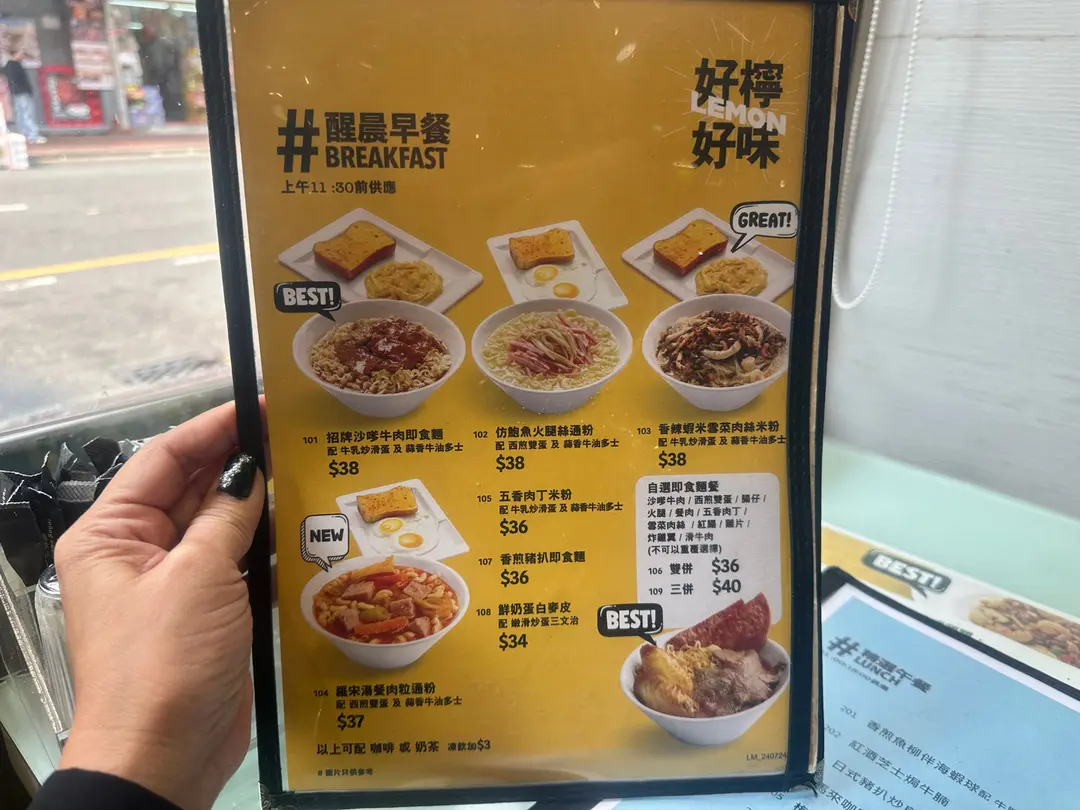 好檸
LEMON
好味
#醒晨早餐
BREAKFAST
上午11:30前供應
GREAT!
BEST!
101 招牌沙嗲牛肉即食麵
配 牛乳炒滑蛋 及 蒜香牛油多士
$38
102 仿鮑魚火腿絲通粉
配 西煎雙蛋 及 蒜香牛油多士
$38
103 香辣蝦米雪菜肉絲米粉
配 牛乳炒滑蛋 及 蒜香牛油多士
$38
NEW
104 羅宋湯餐肉粒通粉
配 西煎雙蛋 及 蒜香牛油多士
$37
105 五香肉丁米粉
配 牛乳炒滑蛋 及 蒜香牛油多士
$36
107 香煎豬扒即食麵
$36
108 鮮奶蛋白麥皮
配 嫩滑炒蛋三文治
$34
自選即食麵餐
沙嗲牛肉 / 西煎雙蛋 / 腸仔 /
火腿 / 餐肉 / 五香肉丁 /
雪菜肉絲 / 紅腸 / 雞片 /
炸雞翼 / 滑牛肉
(不可以重複選擇)
106 雙併 $36
109 三併 $40
BEST!
以上可配 咖啡 或 奶茶 凍飲加$3
#圖片只供參考
LM_240724
BEST!
#精選午餐
LUNCH
201 香煎魚柳伴海蝦球配
202 紅酒芝士焗牛腩
日式豬扒炒